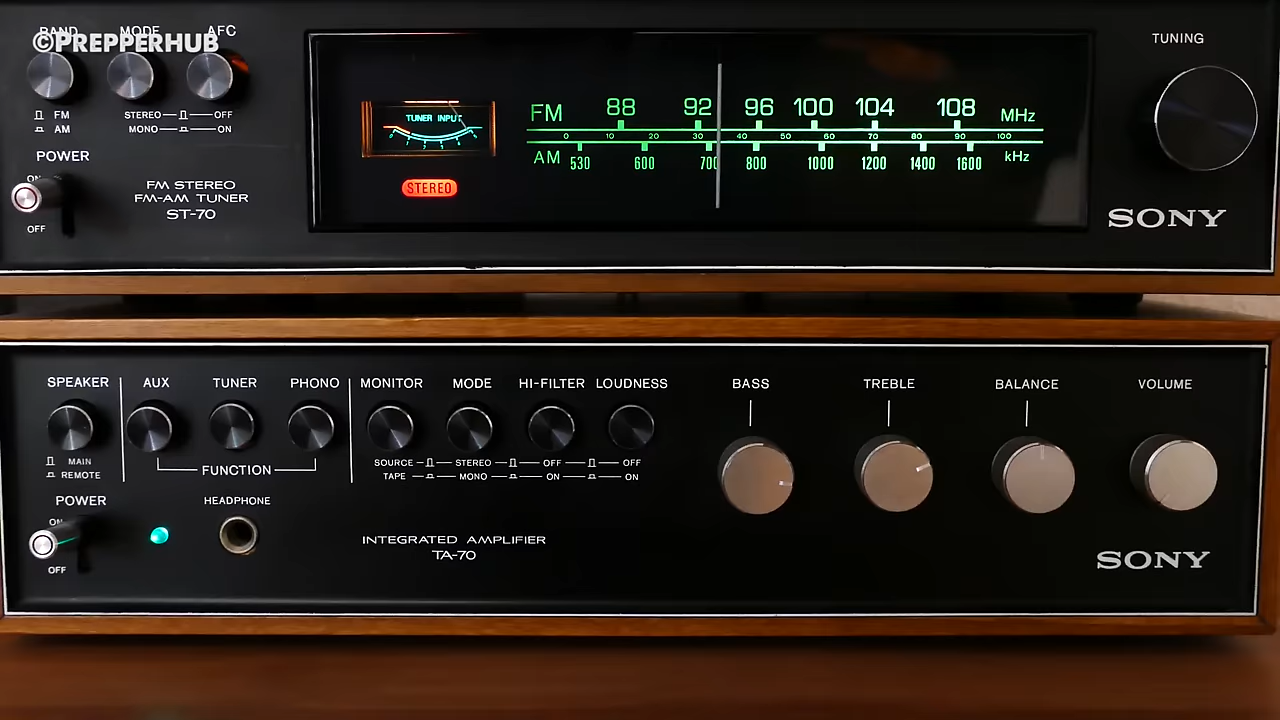 ©PREPPERHUB
BAND MODE AFC
TUNING
FM
AM
STEREO OFF
MONO ON
POWER
ON
OFF
FM STEREO
FM-AM TUNER
ST-70
TUNER INPUT
STEREO
FM 88 92 96 100 104 108 MHz
0 10 20 30 40 50 60 70 80 90 100
AM 530 600 700 800 1000 1200 1400 1600 kHz
SONY
SPEAKER AUX TUNER PHONO MONITOR MODE HI-FILTER LOUDNESS BASS TREBLE BALANCE VOLUME
MAIN
REMOTE
FUNCTION
SOURCE STEREO OFF OFF
TAPE MONO ON ON
POWER
ON
OFF
HEADPHONE
INTEGRATED AMPLIFIER
TA-70
SONY